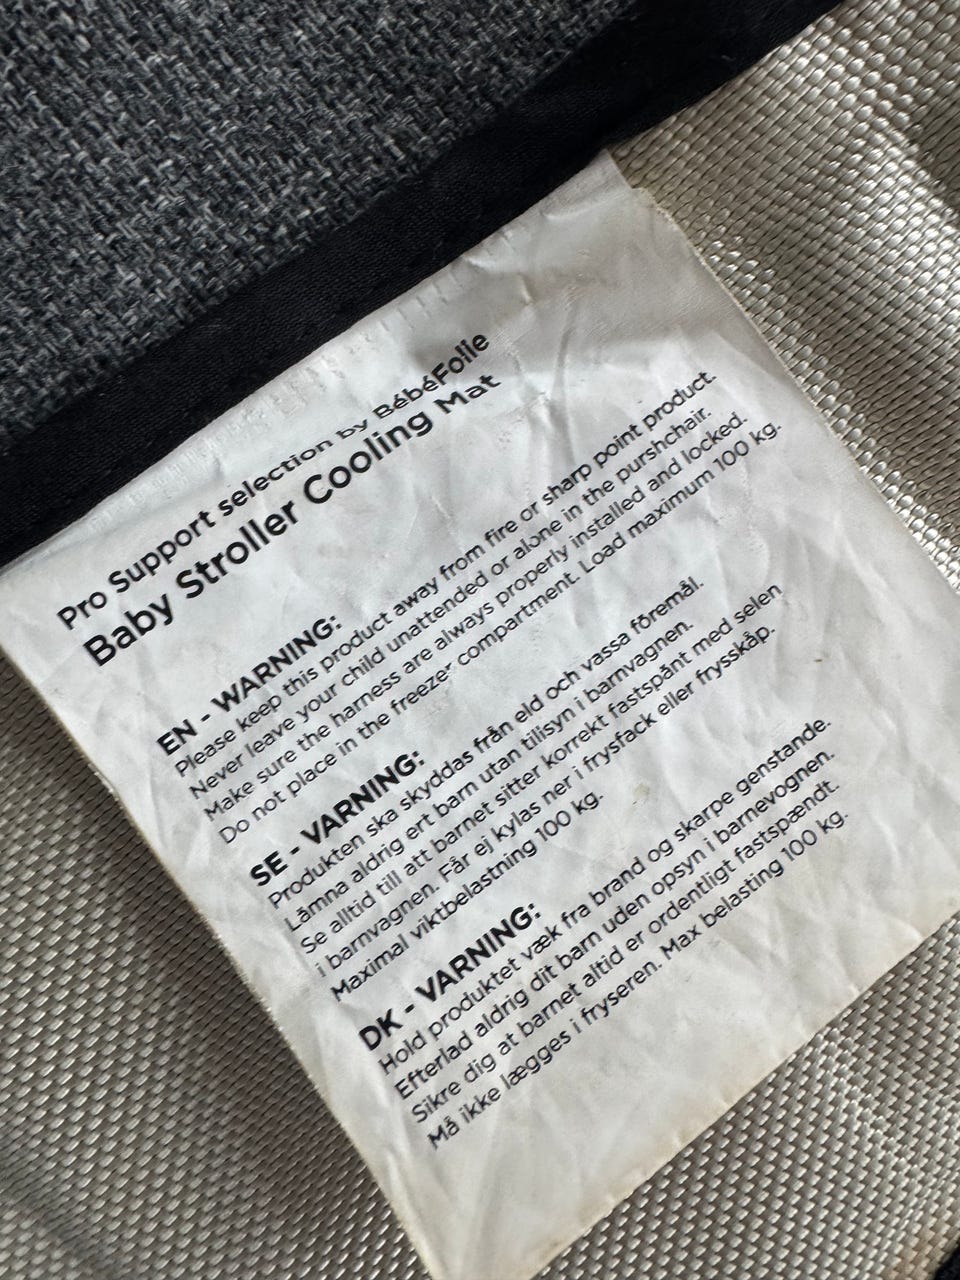 Pro Support selection by BébéFolie
Baby Stroller Cooling Mat
EN - WARNING:
Please keep this product away from fire or sharp point product.
Never leave your child unattended or alone in the purshchair.
Make sure the harness are always properly installed and locked.
Do not place in the freezer compartment. Load maximum 100 kg.
SE - VARNING:
Produkten ska skyddas från eld och vassa föremål.
Lämna aldrig ert barn utan tilisyn i barnvagnen.
Se alltid till att barnet sitter korrekt fastspånt med selen
i barnvagnen. Får ej kylas ner i frysfack eller frysskåp.
Maximal viktbelastning 100 kg.
DK - VARNING:
Hold produktet væk fra brand og skarpe genstande.
Efterlad aldrig dit barn uden opsyn i barnevognen.
Sikre dig at barnet altid er ordentligt fastspændt.
Må ikke lægges i fryseren. Max belasting 100 kg.